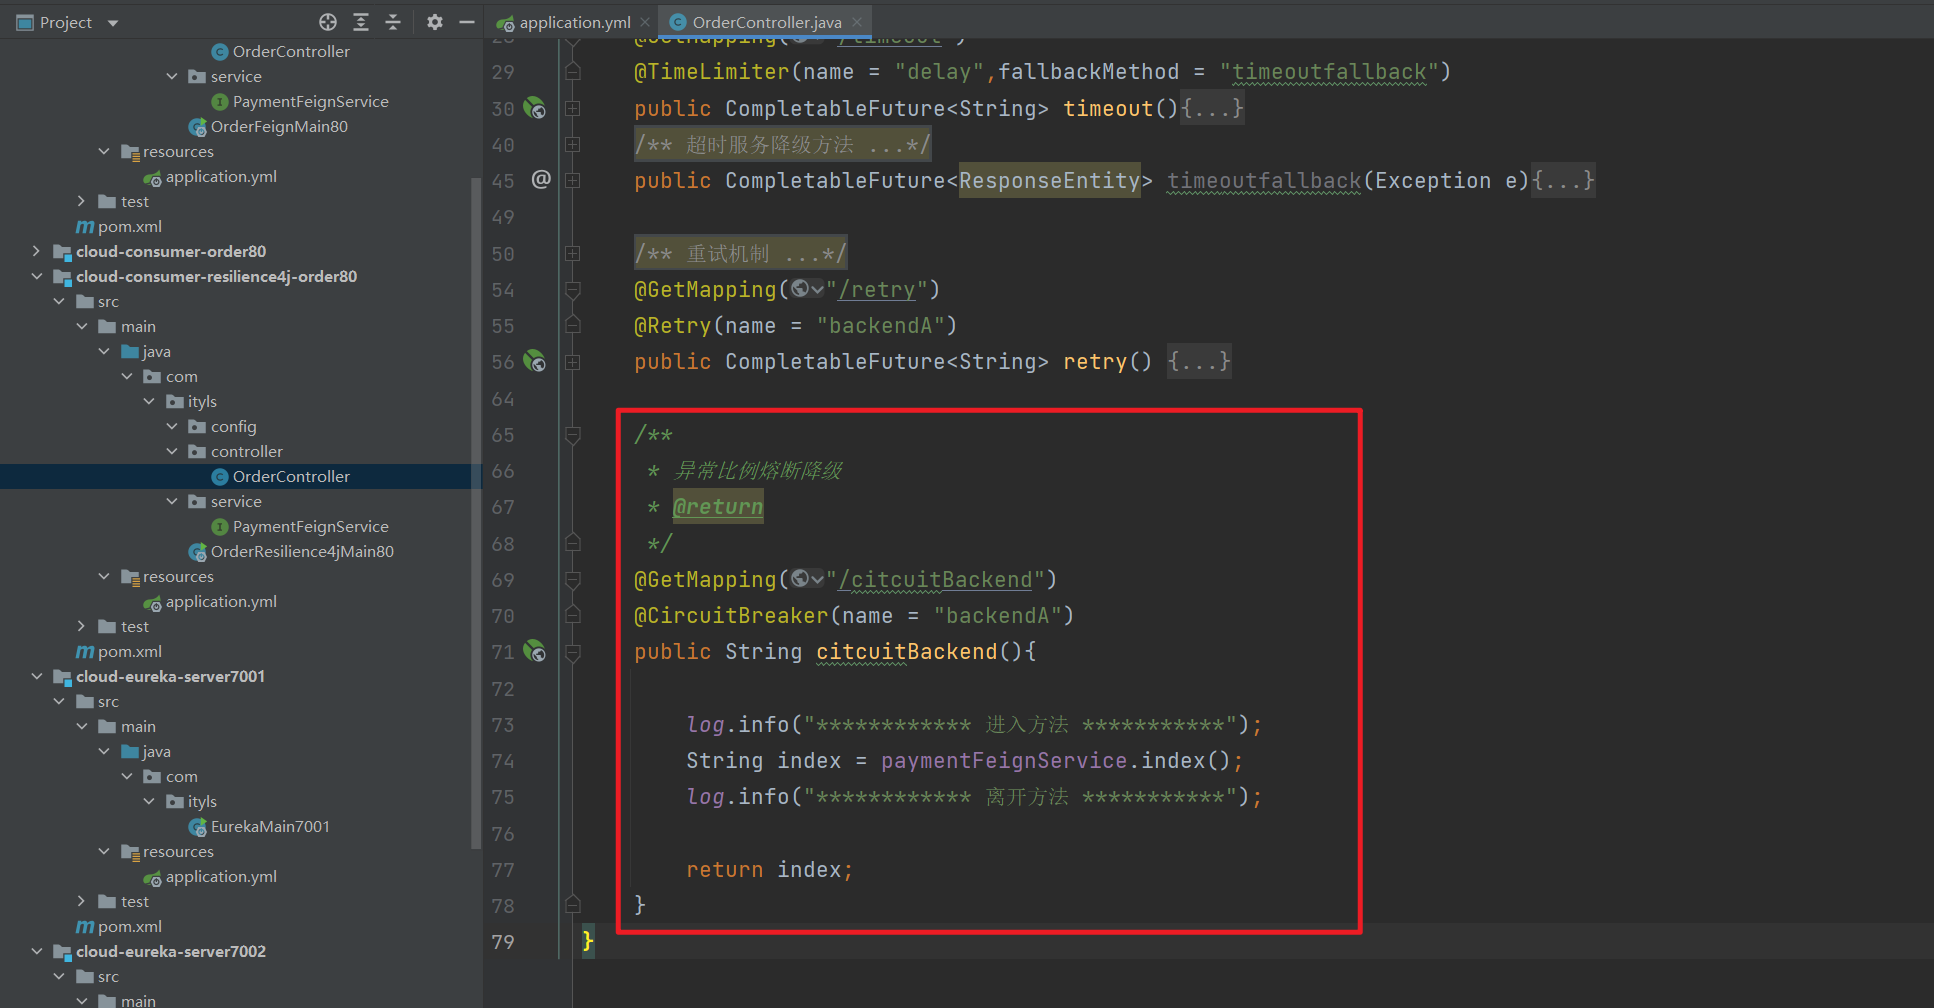 Project
OrderController
service
PaymentFeignService
OrderFeignMain80
resources
application.yml
test
pom.xml
cloud-consumer-order80
cloud-consumer-resilience4j-order80
src
main
java
com
ityls
config
controller
OrderController
service
PaymentFeignService
OrderResilience4jMain80
resources
application.yml
test
pom.xml
cloud-eureka-server7001
src
main
java
com
ityls
EurekaMain7001
resources
application.yml
test
pom.xml
cloud-eureka-server7002
src
main
application.yml
OrderController.java
28 @GetMapping("/timeout")
29 @TimeLimiter(name = "delay",fallbackMethod = "timeoutfallback")
30 public CompletableFuture<String> timeout(){...}
40 /** 超时服务降级方法 ...*/
45 @ public CompletableFuture<ResponseEntity> timeoutfallback(Exception e){...}
49
50 /** 重试机制 ...*/
54 @GetMapping("/retry")
55 @Retry(name = "backendA")
56 public CompletableFuture<String> retry() {...}
64
65 /**
66 * 异常比例熔断降级
67 * @return
68 */
69 @GetMapping("/citcuitBackend")
70 @CircuitBreaker(name = "backendA")
71 public String citcuitBackend(){
72
73 log.info("************ 进入方法 ***********");
74 String index = paymentFeignService.index();
75 log.info("************ 离开方法 ***********");
76
77 return index;
78 }
79 }